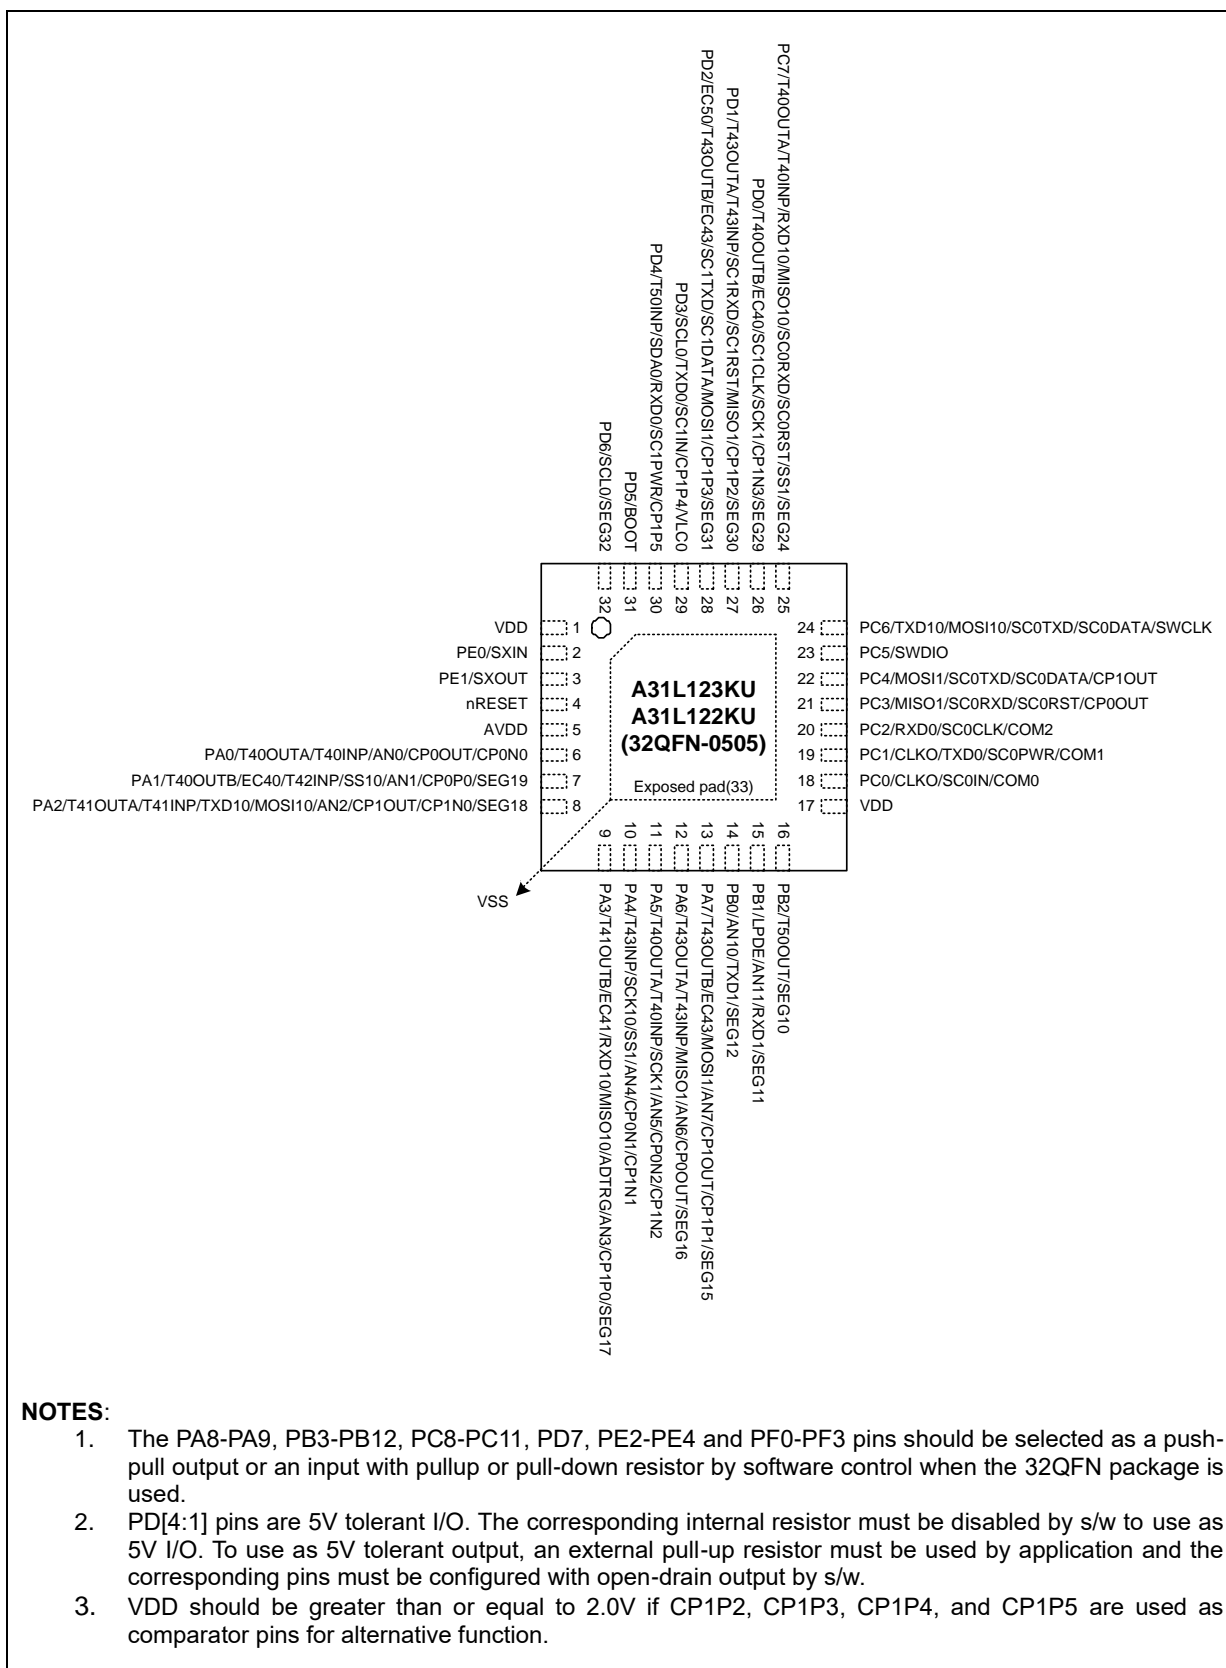 PD6/SCL0/SEG32
PD5/BOOT
PD4/T50INP/SDA0/RXD0/SC1PWR/CP1P5
PD3/SCL0/TXD0/SC1IN/CP1P4/VLC0
PD2/EC50/T43OUTB/EC43/SC1TXD/SC1DATA/MOSI1/CP1P3/SEG31
PD1/T43OUTA/T43INP/SC1RXD/SC1RST/MISO1/CP1P2/SEG30
PD0/T40OUTB/EC40/SC1CLK/SCK1/CP1N3/SEG29
PC7/T40OUTA/T40INP/RXD10/MISO10/SC0RXD/SC0RST/SS1/SEG24
32
31
30
29
28
27
26
25
VDD 1
PE0/SXIN 2
PE1/SXOUT 3
nRESET 4
AVDD 5
PA0/T40OUTA/T40INP/AN0/CP0OUT/CP0N0 6
PA1/T40OUTB/EC40/T42INP/SS10/AN1/CP0P0/SEG19 7
PA2/T41OUTA/T41INP/TXD10/MOSI10/AN2/CP1OUT/CP1N0/SEG18 8
A31L123KU
A31L122KU
(32QFN-0505)
Exposed pad(33)
24 PC6/TXD10/MOSI10/SC0TXD/SC0DATA/SWCLK
23 PC5/SWDIO
22 PC4/MOSI1/SC0TXD/SC0DATA/CP1OUT
21 PC3/MISO1/SC0RXD/SC0RST/CP0OUT
20 PC2/RXD0/SC0CLK/COM2
19 PC1/CLKO/TXD0/SC0PWR/COM1
18 PC0/CLKO/SC0IN/COM0
17 VDD
VSS
9
10
11
12
13
14
15
16
PA3/T41OUTB/EC41/RXD10/MISO10/ADTRG/AN3/CP1P0/SEG17
PA4/T43INP/SCK10/SS1/AN4/CP0N1/CP1N1
PA5/T40OUTA/T40INP/SCK1/AN5/CP0N2/CP1N2
PA6/T43OUTA/T43INP/MISO1/AN6/CP0OUT/SEG16
PA7/T43OUTB/EC43/MOSI1/AN7/CP1OUT/CP1P1/SEG15
PB0/AN10/TXD1/SEG12
PB1/LPDE/AN11/RXD1/SEG11
PB2/T50OUT/SEG10
NOTES:
1. The PA8-PA9, PB3-PB12, PC8-PC11, PD7, PE2-PE4 and PF0-PF3 pins should be selected as a push-
pull output or an input with pullup or pull-down resistor by software control when the 32QFN package is
used.
2. PD[4:1] pins are 5V tolerant I/O. The corresponding internal resistor must be disabled by s/w to use as
5V I/O. To use as 5V tolerant output, an external pull-up resistor must be used by application and the
corresponding pins must be configured with open-drain output by s/w.
3. VDD should be greater than or equal to 2.0V if CP1P2, CP1P3, CP1P4, and CP1P5 are used as
comparator pins for alternative function.